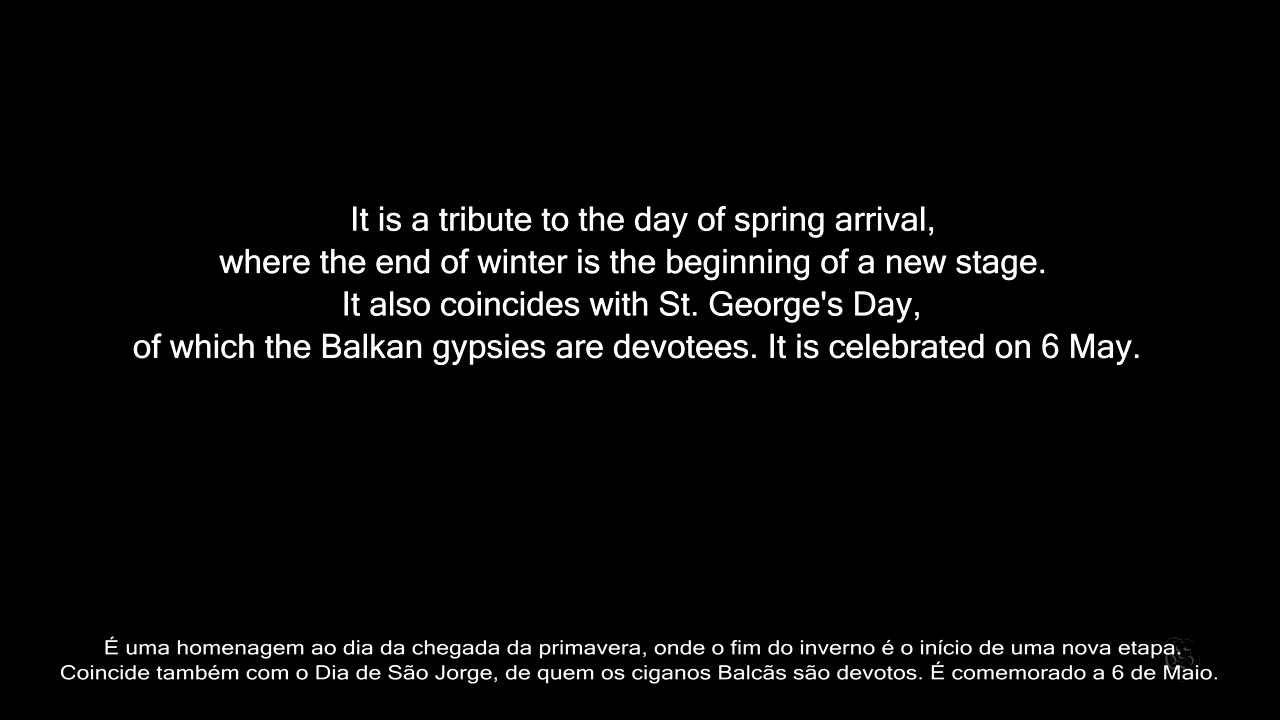 It is a tribute to the day of spring arrival,
where the end of winter is the beginning of a new stage.
It also coincides with St. George's Day,
of which the Balkan gypsies are devotees. It is celebrated on 6 May.
É uma homenagem ao dia da chegada da primavera, onde o fim do inverno é o início de uma nova etapa.
Coincide também com o Dia de São Jorge, de quem os ciganos Balcãs são devotos. É comemorado a 6 de Maio.